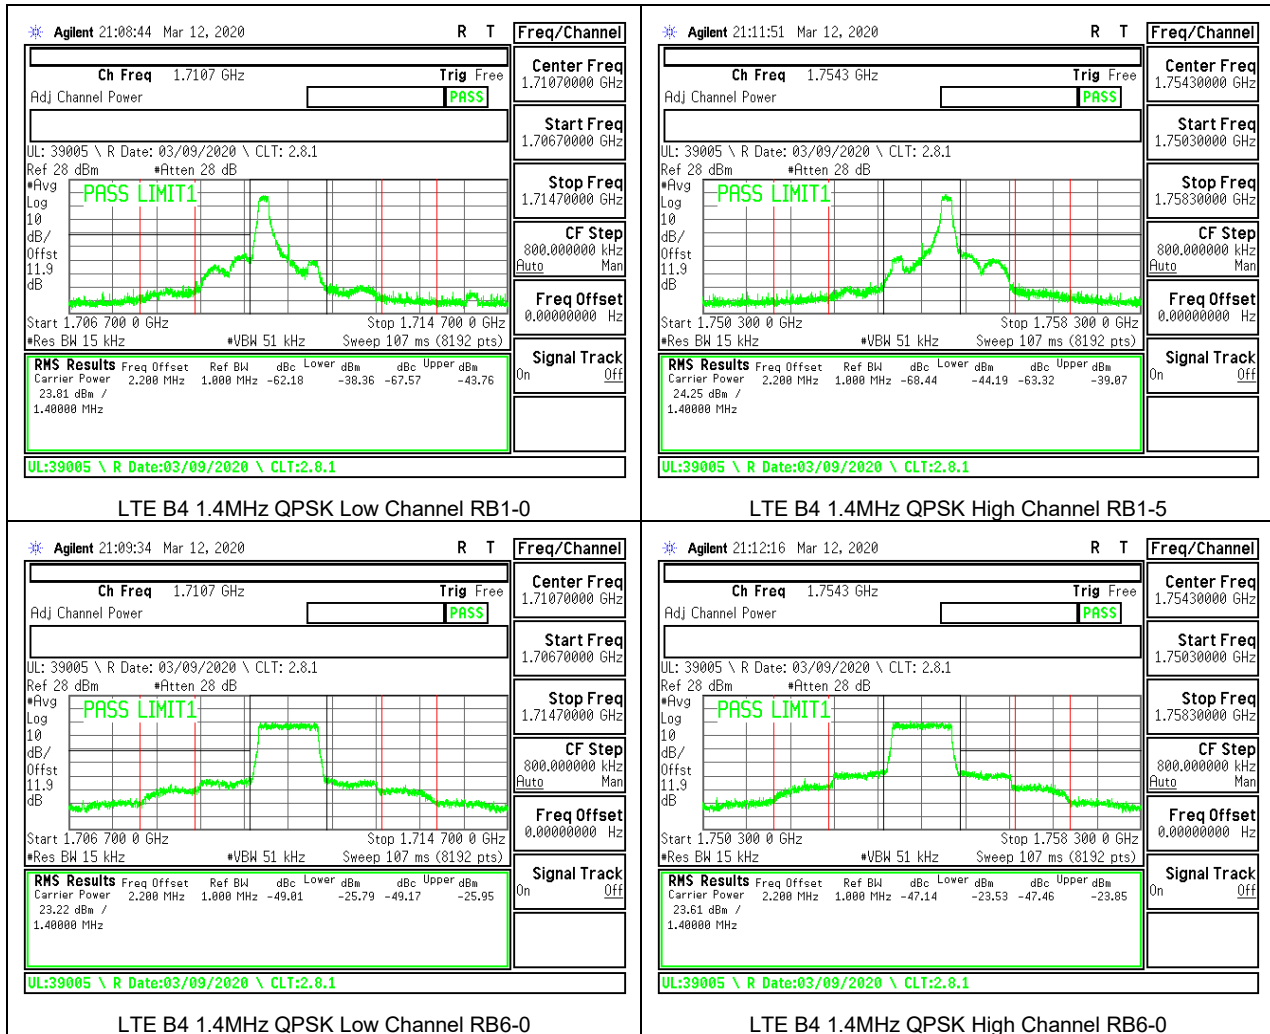 Agilent 21:08:44 Mar 12, 2020 R T Freq/Channel
Ch Freq 1.7107 GHz Trig Free
Adj Channel Power PASS
Center Freq
1.71070000 GHz
Start Freq
1.70670000 GHz
UL: 39005 \ R Date: 03/09/2020 \ CLT: 2.8.1
Ref 28 dBm #Atten 28 dB
#Avg
Log
10
dB/
Offst
11.9
dB
PASS LIMIT1
Stop Freq
1.71470000 GHz
CF Step
800.000000 kHz
Auto Man
Freq Offset
0.00000000 Hz
Start 1.706 700 0 GHz Stop 1.714 700 0 GHz
#Res BW 15 kHz #VBW 51 kHz Sweep 107 ms (8192 pts)
Signal Track
On Off
RMS Results Freq Offset Ref BW dBc Lower dBm dBc Upper dBm
Carrier Power 2.200 MHz 1.000 MHz -62.18 -38.36 -67.57 -43.76
23.81 dBm /
1.40000 MHz
UL:39005 \ R Date:03/09/2020 \ CLT:2.8.1
LTE B4 1.4MHz QPSK Low Channel RB1-0
Agilent 21:11:51 Mar 12, 2020 R T Freq/Channel
Ch Freq 1.7543 GHz Trig Free
Adj Channel Power PASS
Center Freq
1.75430000 GHz
Start Freq
1.75030000 GHz
UL: 39005 \ R Date: 03/09/2020 \ CLT: 2.8.1
Ref 28 dBm #Atten 28 dB
#Avg
Log
10
dB/
Offst
11.9
dB
PASS LIMIT1
Stop Freq
1.75830000 GHz
CF Step
800.000000 kHz
Auto Man
Freq Offset
0.00000000 Hz
Start 1.750 300 0 GHz Stop 1.758 300 0 GHz
#Res BW 15 kHz #VBW 51 kHz Sweep 107 ms (8192 pts)
Signal Track
On Off
RMS Results Freq Offset Ref BW dBc Lower dBm dBc Upper dBm
Carrier Power 2.200 MHz 1.000 MHz -68.44 -44.19 -63.32 -39.07
24.25 dBm /
1.40000 MHz
UL:39005 \ R Date:03/09/2020 \ CLT:2.8.1
LTE B4 1.4MHz QPSK High Channel RB1-5
Agilent 21:09:34 Mar 12, 2020 R T Freq/Channel
Ch Freq 1.7107 GHz Trig Free
Adj Channel Power PASS
Center Freq
1.71070000 GHz
Start Freq
1.70670000 GHz
UL: 39005 \ R Date: 03/09/2020 \ CLT: 2.8.1
Ref 28 dBm #Atten 28 dB
#Avg
Log
10
dB/
Offst
11.9
dB
PASS LIMIT1
Stop Freq
1.71470000 GHz
CF Step
800.000000 kHz
Auto Man
Freq Offset
0.00000000 Hz
Start 1.706 700 0 GHz Stop 1.714 700 0 GHz
#Res BW 15 kHz #VBW 51 kHz Sweep 107 ms (8192 pts)
Signal Track
On Off
RMS Results Freq Offset Ref BW dBc Lower dBm dBc Upper dBm
Carrier Power 2.200 MHz 1.000 MHz -49.01 -25.79 -49.17 -25.95
23.22 dBm /
1.40000 MHz
UL:39005 \ R Date:03/09/2020 \ CLT:2.8.1
LTE B4 1.4MHz QPSK Low Channel RB6-0
Agilent 21:12:16 Mar 12, 2020 R T Freq/Channel
Ch Freq 1.7543 GHz Trig Free
Adj Channel Power PASS
Center Freq
1.75430000 GHz
Start Freq
1.75030000 GHz
UL: 39005 \ R Date: 03/09/2020 \ CLT: 2.8.1
Ref 28 dBm #Atten 28 dB
#Avg
Log
10
dB/
Offst
11.9
dB
PASS LIMIT1
Stop Freq
1.75830000 GHz
CF Step
800.000000 kHz
Auto Man
Freq Offset
0.00000000 Hz
Start 1.750 300 0 GHz Stop 1.758 300 0 GHz
#Res BW 15 kHz #VBW 51 kHz Sweep 107 ms (8192 pts)
Signal Track
On Off
RMS Results Freq Offset Ref BW dBc Lower dBm dBc Upper dBm
Carrier Power 2.200 MHz 1.000 MHz -47.14 -23.53 -47.46 -23.85
23.61 dBm /
1.40000 MHz
UL:39005 \ R Date:03/09/2020 \ CLT:2.8.1
LTE B4 1.4MHz QPSK High Channel RB6-0